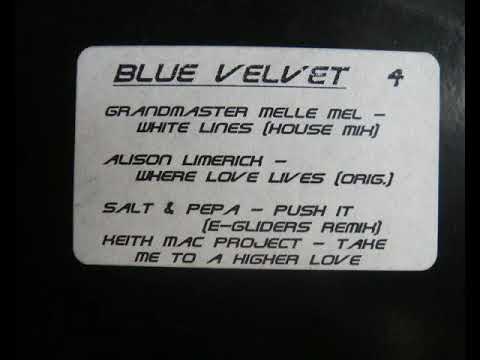 BLUE VELVET 4
GRANDMASTER MELLE MEL -
WHITE LINES (HOUSE MIX)
ALISON LIMERICK -
WHERE LOVE LIVES (ORIG.)
SALT & PEPA - PUSH IT
(E-GLIDERS REMIX)
KEITH MAC PROJECT - TAKE
ME TO A HIGHER LOVE